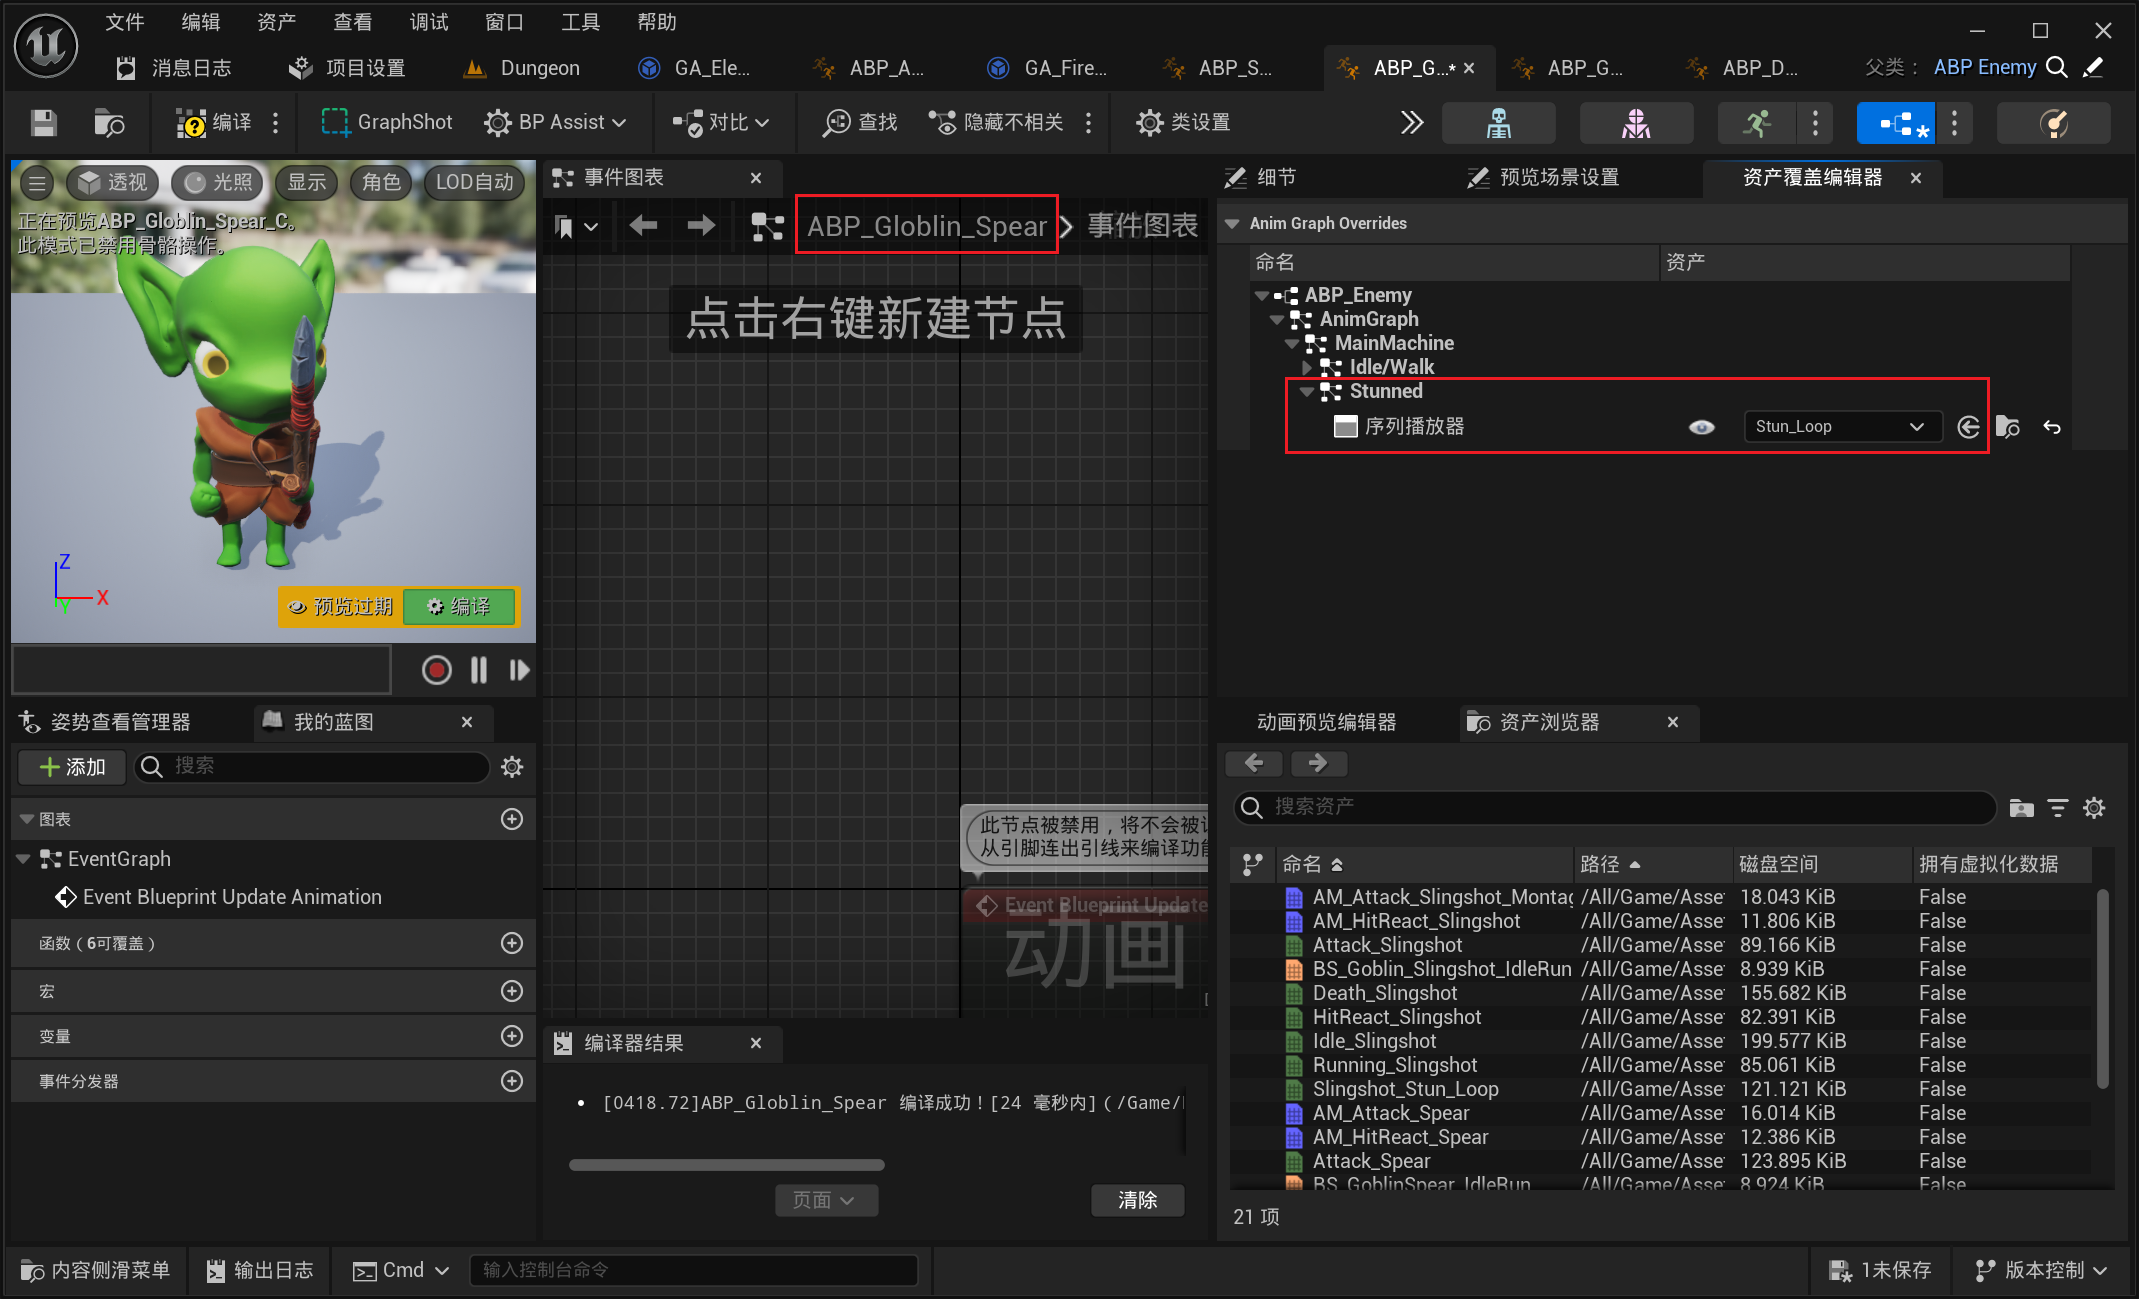 文件 编辑 资产 查看 调试 窗口 工具 帮助
消息日志 项目设置 Dungeon GA_Ele... ABP_A... GA_Fire... ABP_S... ABP_G...* ABP_G... ABP_D... 父类： ABP Enemy
编译 GraphShot BP Assist 对比 查找 隐藏不相关 类设置
透视 光照 显示 角色 LOD自动
正在预览ABP_Globlin_Spear_C。
此模式已禁用骨骼操作。
Z
X
Y
预览过期 编译
姿势查看管理器 我的蓝图
添加 搜索
图表
EventGraph
Event Blueprint Update Animation
函数（6可覆盖）
宏
变量
事件分发器
事件图表
ABP_Globlin_Spear 事件图表
点击右键新建节点
此节点被禁用，将不会被
从引脚连出引线来编译功
Event Blueprint Update
动画
编译器结果
[0418.72]ABP_Globlin_Spear 编译成功！[24 毫秒内]（/Game/
页面 清除
细节 预览场景设置 资产覆盖编辑器
Anim Graph Overrides
命名 资产
ABP_Enemy
AnimGraph
MainMachine
Idle/Walk
Stunned
序列播放器 Stun_Loop
动画预览编辑器 资产浏览器
搜索资产
命名 路径 磁盘空间 拥有虚拟化数据
AM_Attack_Slingshot_Montag /All/Game/Asse 18.043 KiB False
AM_HitReact_Slingshot /All/Game/Asse 11.806 KiB False
Attack_Slingshot /All/Game/Asse 89.166 KiB False
BS_Goblin_Slingshot_IdleRun /All/Game/Asse 8.939 KiB False
Death_Slingshot /All/Game/Asse 155.682 KiB False
HitReact_Slingshot /All/Game/Asse 82.391 KiB False
Idle_Slingshot /All/Game/Asse 199.577 KiB False
Running_Slingshot /All/Game/Asse 85.061 KiB False
Slingshot_Stun_Loop /All/Game/Asse 121.121 KiB False
AM_Attack_Spear /All/Game/Asse 16.014 KiB False
AM_HitReact_Spear /All/Game/Asse 12.386 KiB False
Attack_Spear /All/Game/Asse 123.895 KiB False
BS_GoblinSpear_IdleRun /All/Game/Asse 8.924 KiB False
21 项
内容侧滑菜单 输出日志 Cmd 输入控制台命令 1未保存 版本控制